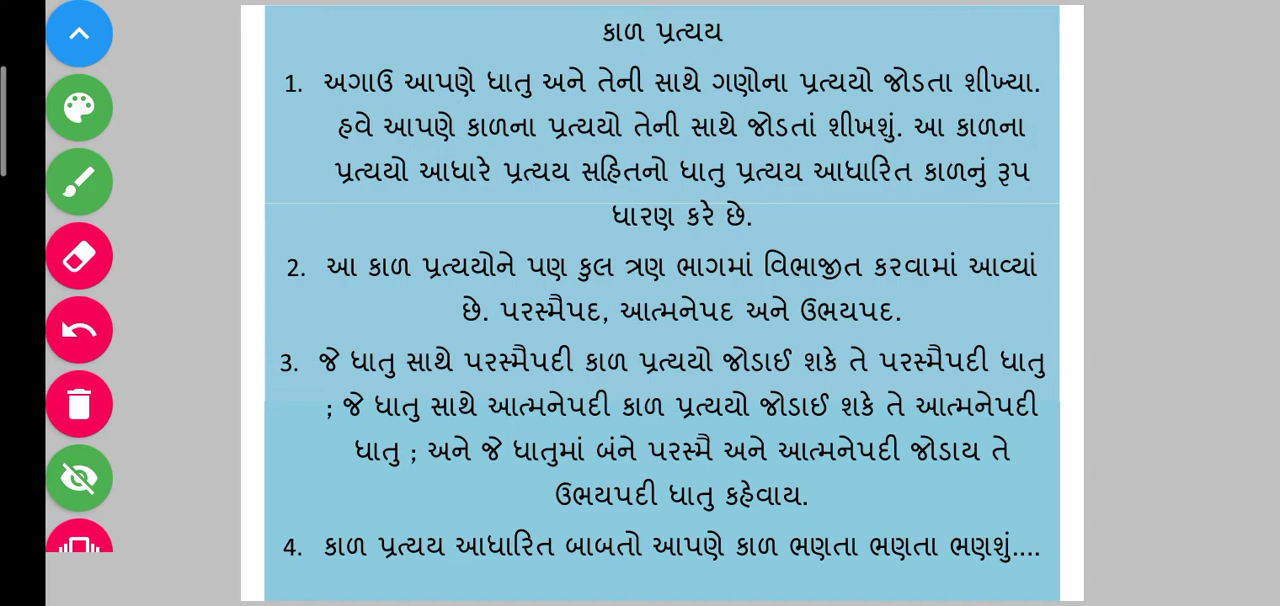 કાળ પ્રત્યય
1. અગાઉ આપણે ધાતુ અને તેની સાથે ગણોના પ્રત્યયો જોડતા શીખ્યા.
હવે આપણે કાળના પ્રત્યયો તેની સાથે જોડતાં શીખશું. આ કાળના
પ્રત્યયો આધારે પ્રત્યય સહિતનો ધાતુ પ્રત્યય આધારિત કાળનું રૂપ
ધારણ કરે છે.
2. આ કાળ પ્રત્યયોને પણ કુલ ત્રણ ભાગમાં વિભાજીત કરવામાં આવ્યાં
છે. પરસ્મૈપદ, આત્મનેપદ અને ઉભયપદ.
3. જે ધાતુ સાથે પરસ્મૈપદી કાળ પ્રત્યયો જોડાઈ શકે તે પરસ્મૈપદી ધાતુ
; જે ધાતુ સાથે આત્મનેપદી કાળ પ્રત્યયો જોડાઈ શકે તે આત્મનેપદી
ધાતુ ; અને જે ધાતુમાં બંને પરસ્મૈ અને આત્મનેપદી જોડાય તે
ઉભયપદી ધાતુ કહેવાય.
4. કાળ પ્રત્યય આધારિત બાબતો આપણે કાળ ભણતા ભણતા ભણશું....